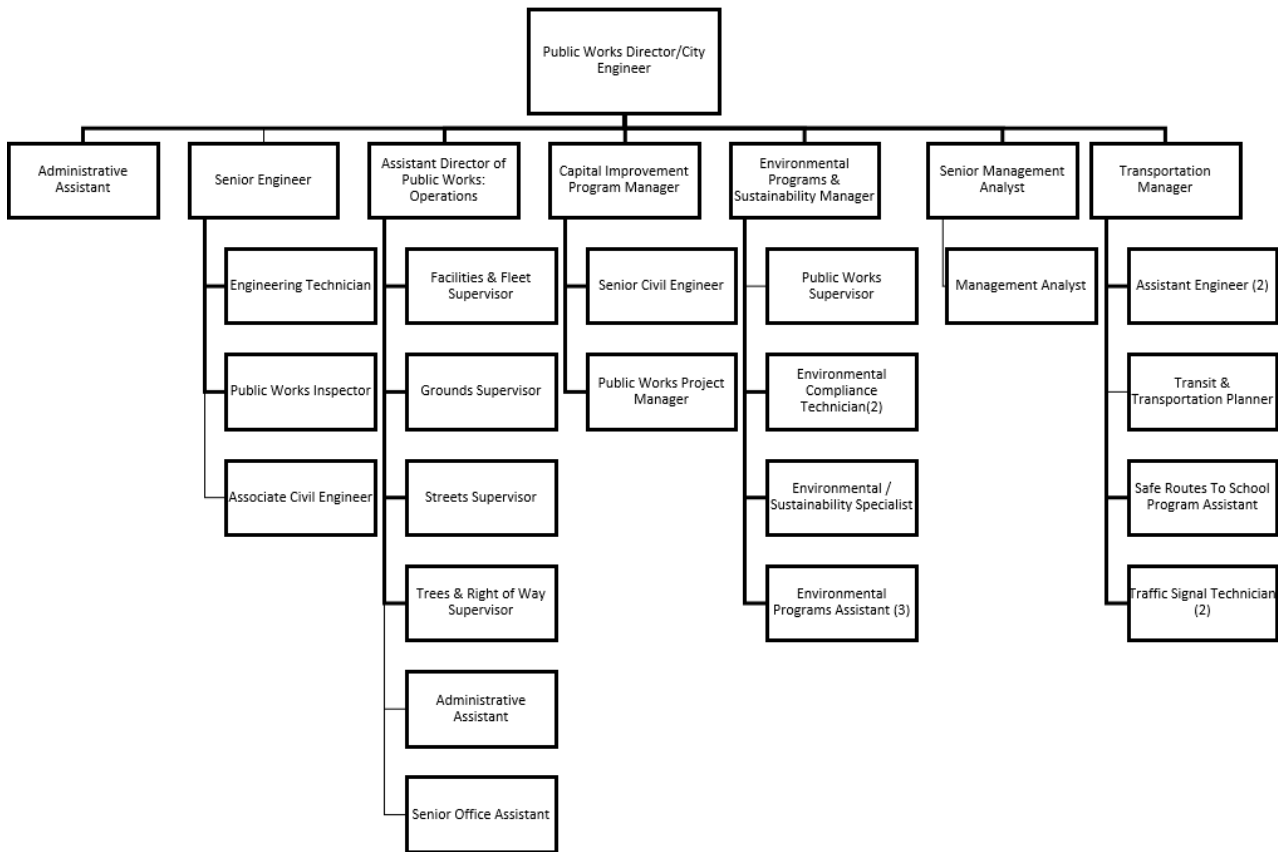 Public Works Director/City
Engineer
Administrative
Assistant
Senior Engineer
Assistant Director of
Public Works:
Operations
Capital Improvement
Program Manager
Environmental
Programs &
Sustainability Manager
Senior Management
Analyst
Transportation
Manager
Engineering Technician
Public Works Inspector
Associate Civil Engineer
Facilities & Fleet
Supervisor
Grounds Supervisor
Streets Supervisor
Trees & Right of Way
Supervisor
Administrative
Assistant
Senior Office Assistant
Senior Civil Engineer
Public Works Project
Manager
Public Works
Supervisor
Environmental
Compliance
Technician(2)
Environmental /
Sustainability Specialist
Environmental
Programs Assistant (3)
Management Analyst
Assistant Engineer (2)
Transit &
Transportation Planner
Safe Routes To School
Program Assistant
Traffic Signal Technician
(2)